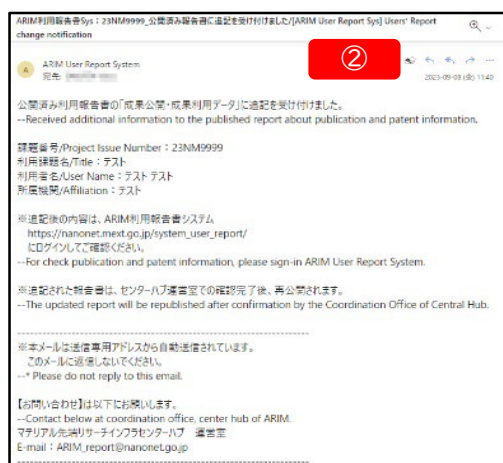 ARIM利用報告書Sys：23NM9999_公開済み報告書に追記を受け付けました/[ARIM User Report Sys] Users' Report
change notification
②
A
ARIM User Report System
宛先
2023-09-08 (金) 11:40
公開済み利用報告書の「成果公開・成果利用データ」に追記を受け付けました。
--Received additional information to the published report about publication and patent information.
課題番号/Project Issue Number：23NM9999
利用課題名/Title：テスト
利用者名/User Name：テスト テスト
所属機関/Affiliation：テスト
※追記後の内容は、ARIM利用報告書システム
https://nanonet.mext.go.jp/system_user_report/
にログインしてご確認ください。
--For check publication and patent information, please sign-in ARIM User Report System.
※追記された報告書は、センターハブ運営室での確認完了後、再公開されます。
--The updated report will be republished after confirmation by the Coordination Office of Central Hub.
--------------------------------------------------------------------
※本メールは送信専用アドレスから自動送信されています。
このメールに返信しないでください。
--* Please do not reply to this email.
【お問い合わせ】は以下にお願いします。
--Contact below at coordination office, center hub of ARIM.
マテリアル先端リサーチインフラセンターハブ　運営室
E-mail：ARIM_report@nanonet.go.jp
--------------------------------------------------------------------